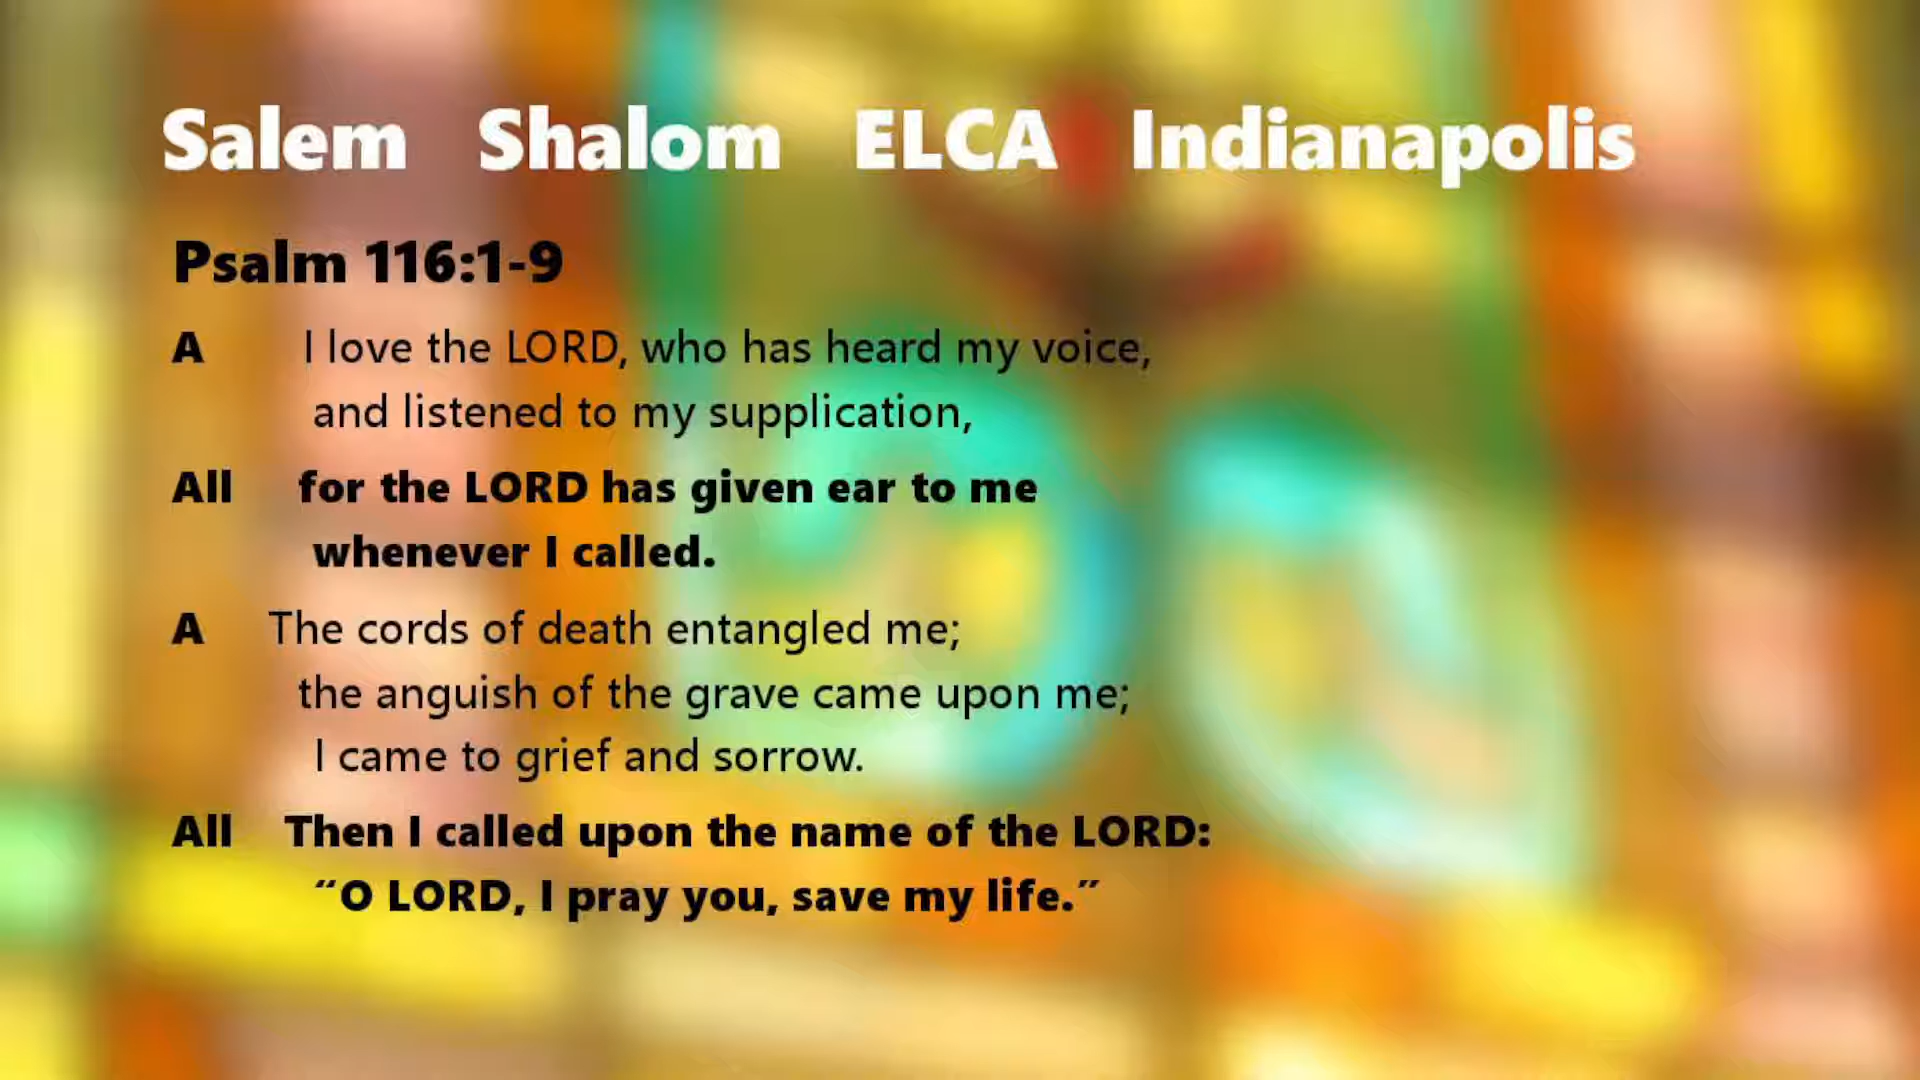 Salem Shalom ELCA Indianapolis
Psalm 116:1-9
A I love the LORD, who has heard my voice,
and listened to my supplication,
All for the LORD has given ear to me
whenever I called.
A The cords of death entangled me;
the anguish of the grave came upon me;
I came to grief and sorrow.
All Then I called upon the name of the LORD:
“O LORD, I pray you, save my life.”